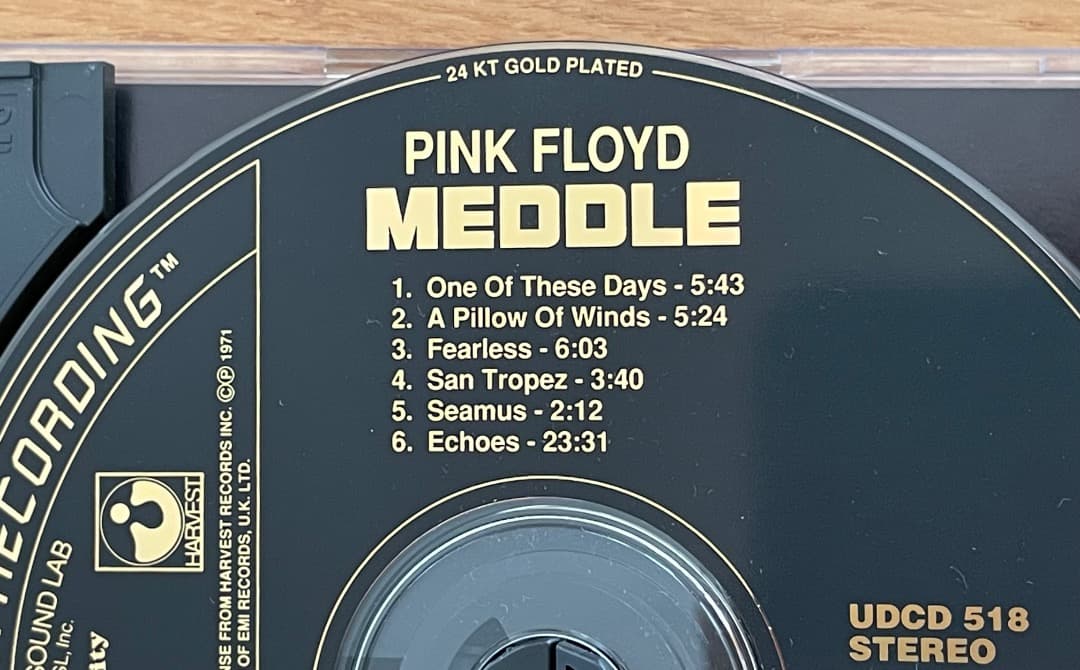 24 KT GOLD PLATED
PINK FLOYD
MEDDLE
1. One Of These Days - 5:43
2. A Pillow Of Winds - 5:24
3. Fearless - 6:03
4. San Tropez - 3:40
5. Seamus - 2:12
6. Echoes - 23:31
RECORDING™
HARVEST
FROM HARVEST RECORDS INC. ©℗ 1971
OF EMI RECORDS, U.K. LTD.
SOUND LAB
Inc.
UDCD 518
STEREO